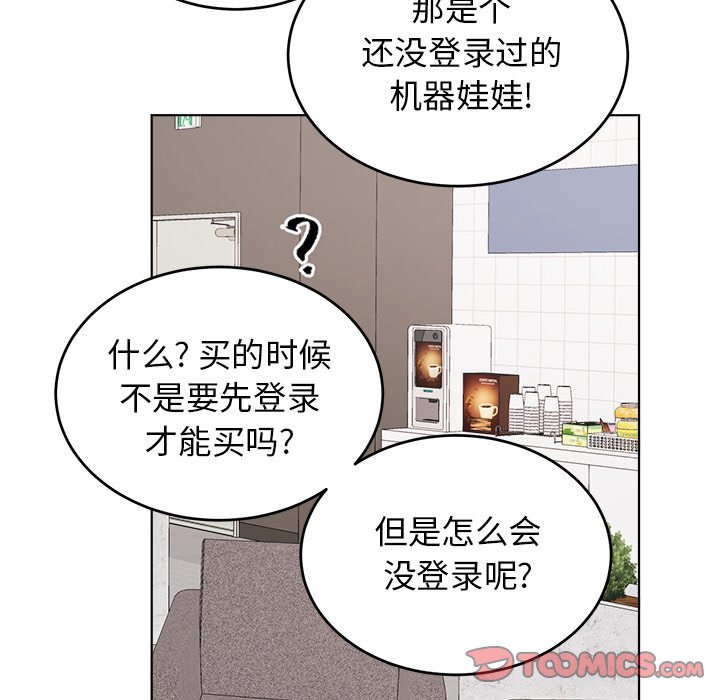 那是个
还没登录过的
机器娃娃!
什么? 买的时候
不是要先登录
才能买吗?
但是怎么会
没登录呢?
TOOMICS.COM